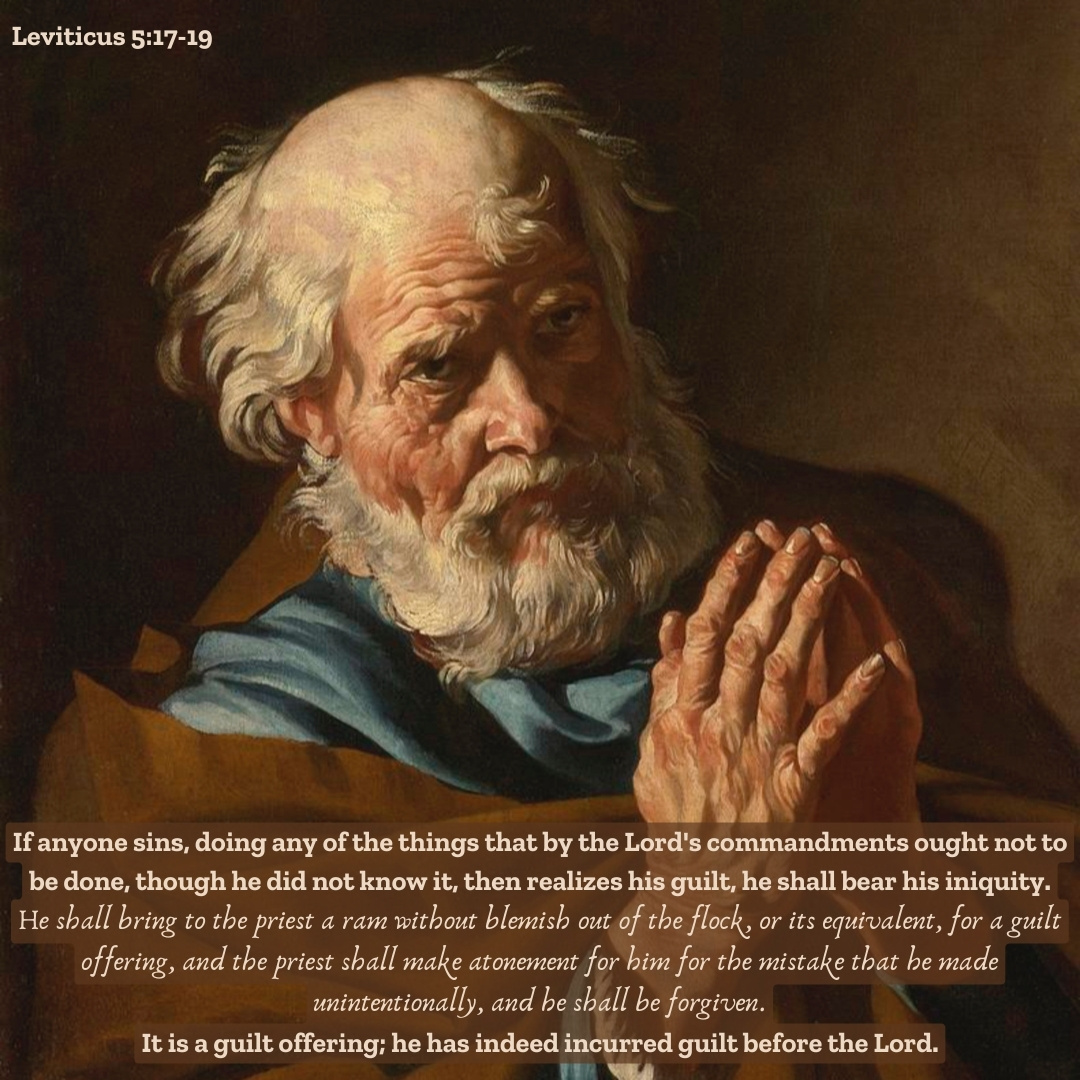 Leviticus 5:17-19
If anyone sins, doing any of the things that by the Lord's commandments ought not to
be done, though he did not know it, then realizes his guilt, he shall bear his iniquity.
He shall bring to the priest a ram without blemish out of the flock, or its equivalent, for a guilt
offering, and the priest shall make atonement for him for the mistake that he made
unintentionally, and he shall be forgiven.
It is a guilt offering; he has indeed incurred guilt before the Lord.